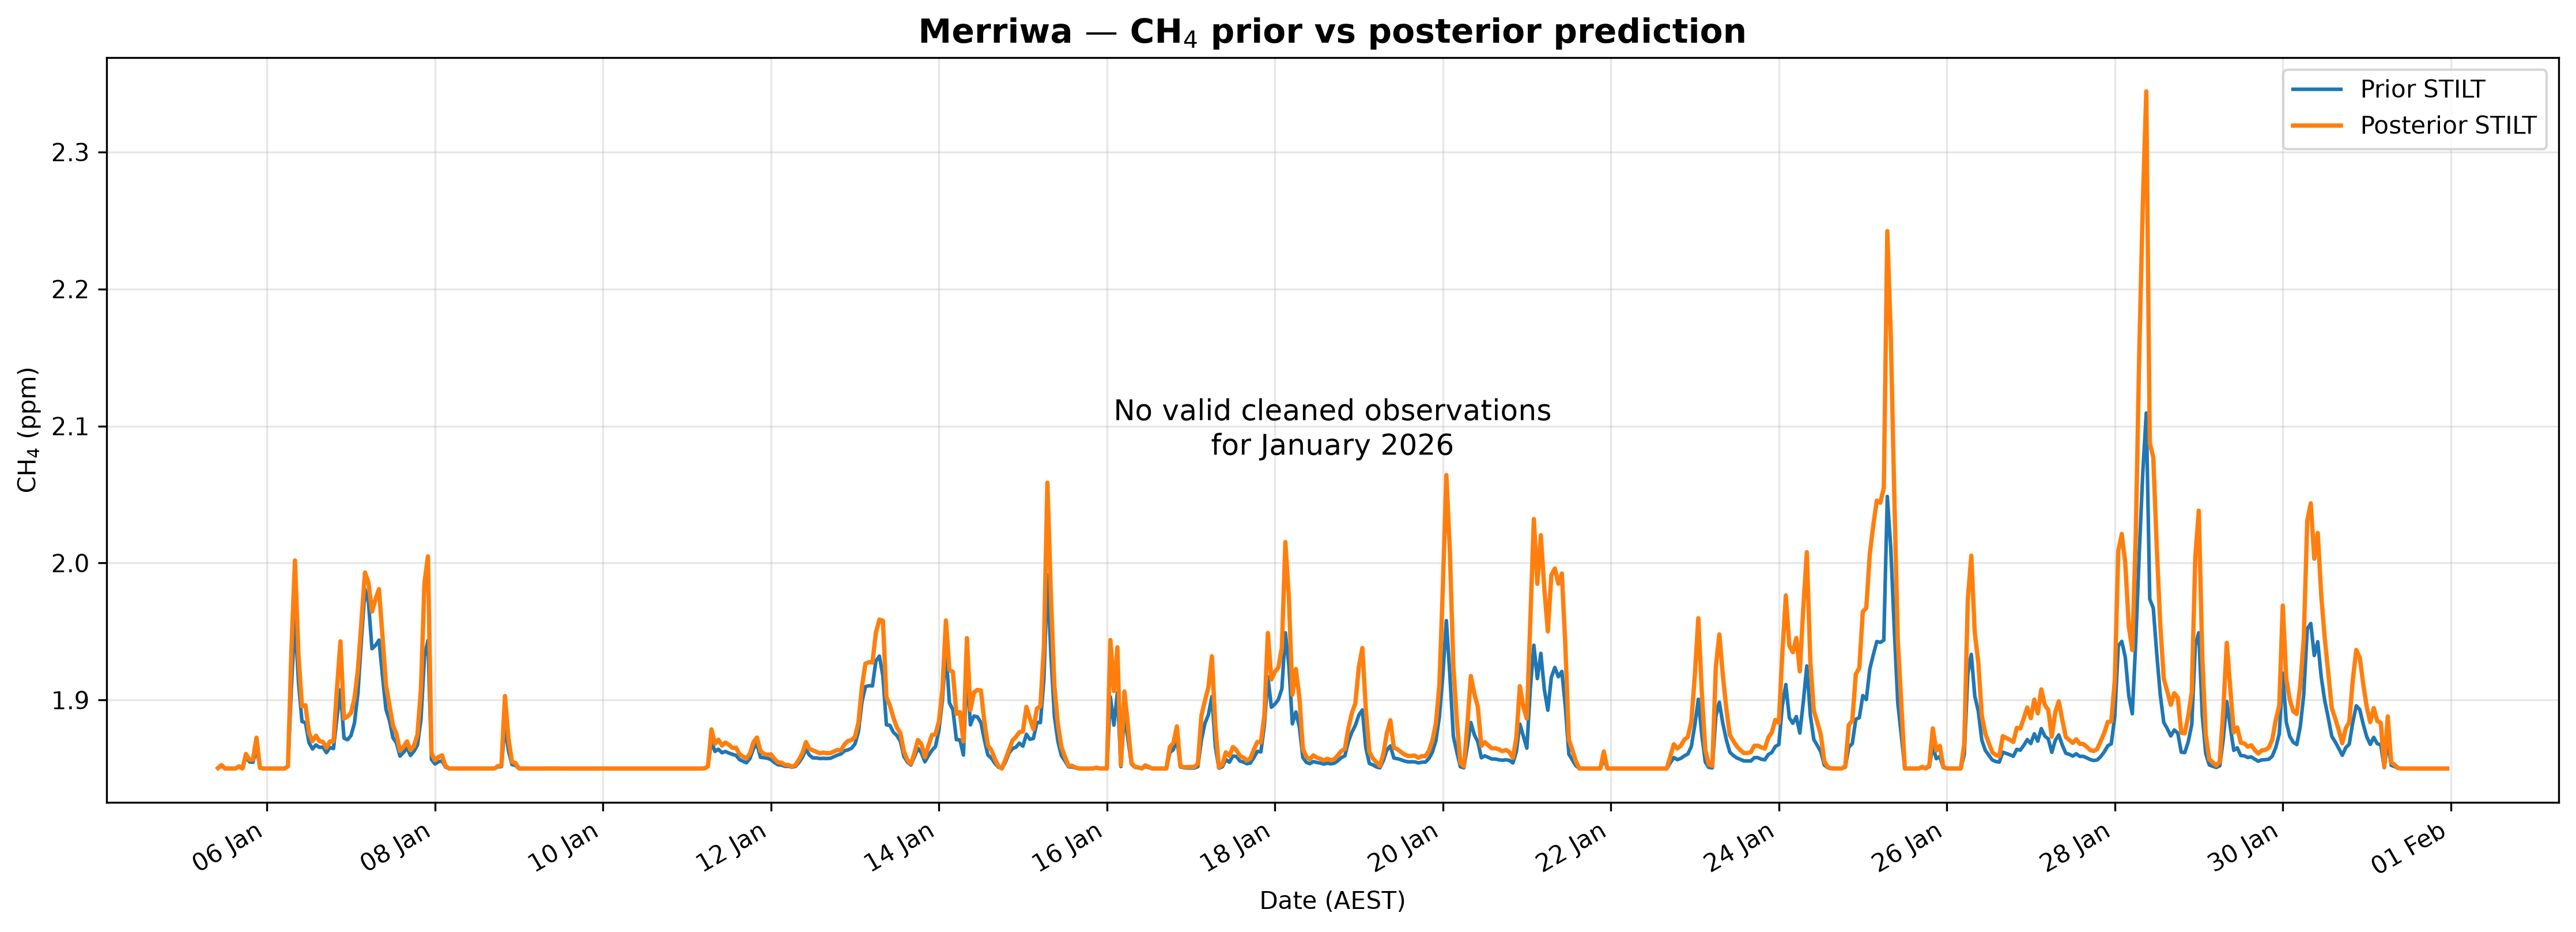 Merriwa — CH₄ prior vs posterior prediction
Prior STILT
Posterior STILT
2.3
2.2
2.1
2.0
1.9
CH₄ (ppm)
No valid cleaned observations
for January 2026
06 Jan
08 Jan
10 Jan
12 Jan
14 Jan
16 Jan
18 Jan
20 Jan
22 Jan
24 Jan
26 Jan
28 Jan
30 Jan
01 Feb
Date (AEST)